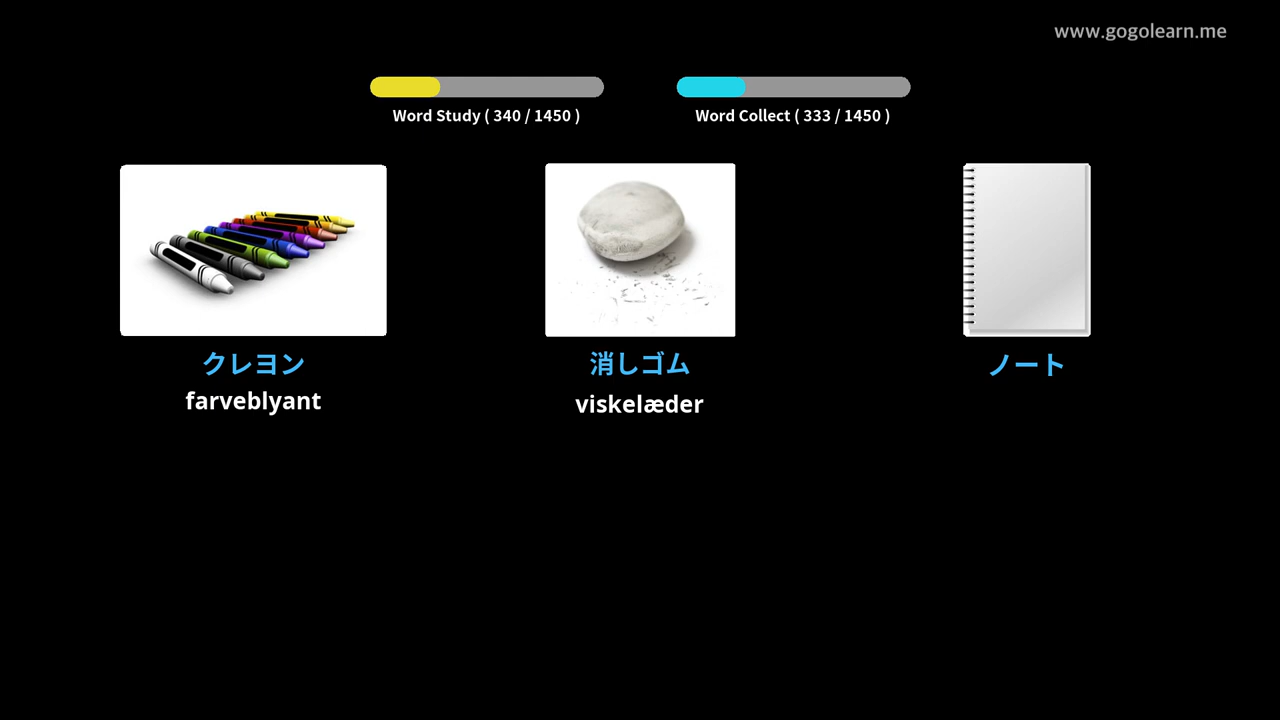 www.gogolearn.me
Word Study ( 340 / 1450 )
Word Collect ( 333 / 1450 )
クレヨン
farveblyant
消しゴム
viskelæder
ノート